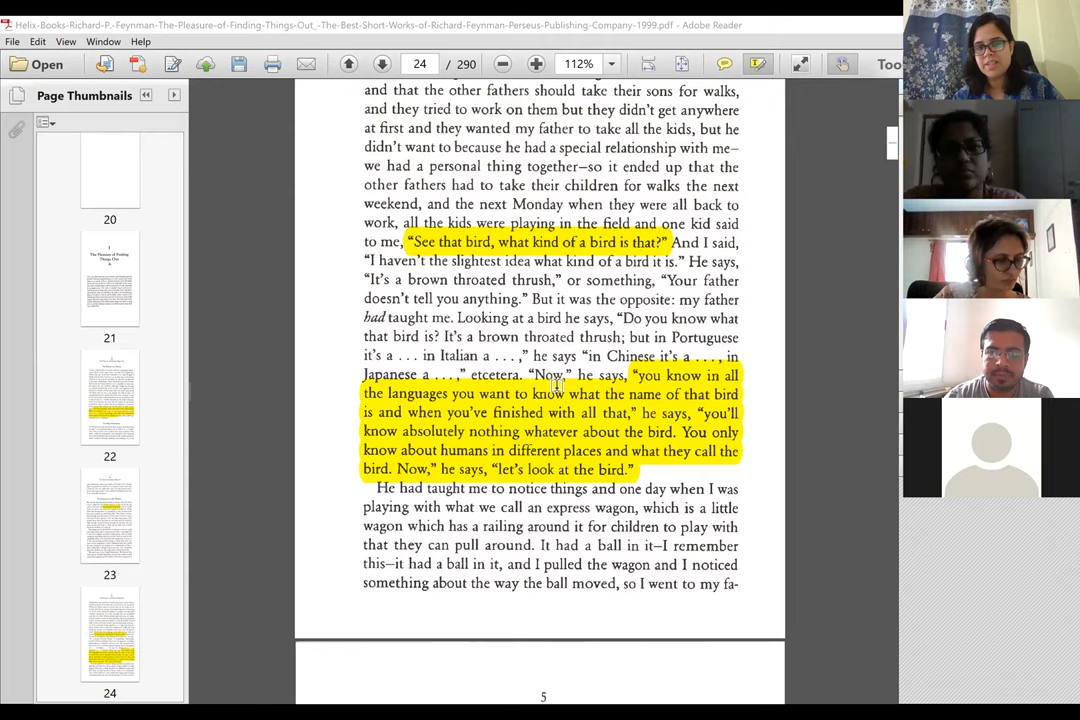 Helix-Books-Richard-P.-Feynman-The-Pleasure-of-Finding-Things-Out_-The-Best-Short-Works-of-Richard-Feynman-Perseus-Publishing-Company-1999.pdf - Adobe Reader
File Edit View Window Help
Open 24 / 290 112% Too
Page Thumbnails
20
I
The Pleasure of Finding
Things Out
21
22
23
24
and that the other fathers should take their sons for walks,
and they tried to work on them but they didn't get anywhere
at first and they wanted my father to take all the kids, but he
didn't want to because he had a special relationship with me—
we had a personal thing together—so it ended up that the
other fathers had to take their children for walks the next
weekend, and the next Monday when they were all back to
work, all the kids were playing in the field and one kid said
to me, “See that bird, what kind of a bird is that?” And I said,
“I haven't the slightest idea what kind of a bird it is.” He says,
“It's a brown throated thrush,” or something, “Your father
doesn't tell you anything.” But it was the opposite: my father
had taught me. Looking at a bird he says, “Do you know what
that bird is? It's a brown throated thrush; but in Portuguese
it's a . . . in Italian a . . . ,” he says “in Chinese it's a . . . , in
Japanese a . . . ,” etcetera. “Now,” he says, “you know in all
the languages you want to know what the name of that bird
is and when you've finished with all that,” he says, “you'll
know absolutely nothing whatever about the bird. You only
know about humans in different places and what they call the
bird. Now,” he says, “let's look at the bird.”
He had taught me to notice things and one day when I was
playing with what we call an express wagon, which is a little
wagon which has a railing around it for children to play with
that they can pull around. It had a ball in it—I remember
this—it had a ball in it, and I pulled the wagon and I noticed
something about the way the ball moved, so I went to my fa-
5